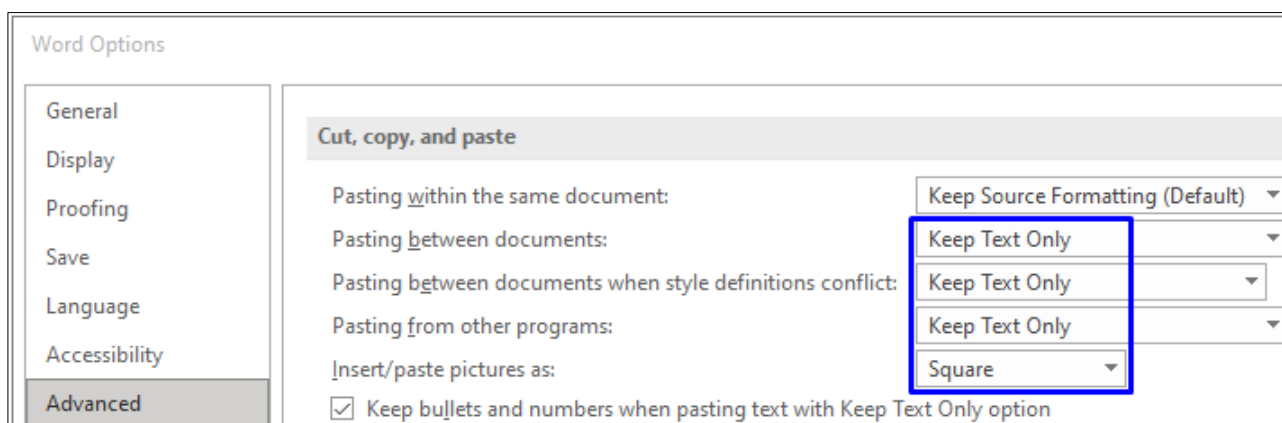 Word Options
General
Display
Proofing
Save
Language
Accessibility
Advanced
Cut, copy, and paste
Pasting within the same document: Keep Source Formatting (Default)
Pasting between documents: Keep Text Only
Pasting between documents when style definitions conflict: Keep Text Only
Pasting from other programs: Keep Text Only
Insert/paste pictures as: Square
Keep bullets and numbers when pasting text with Keep Text Only option